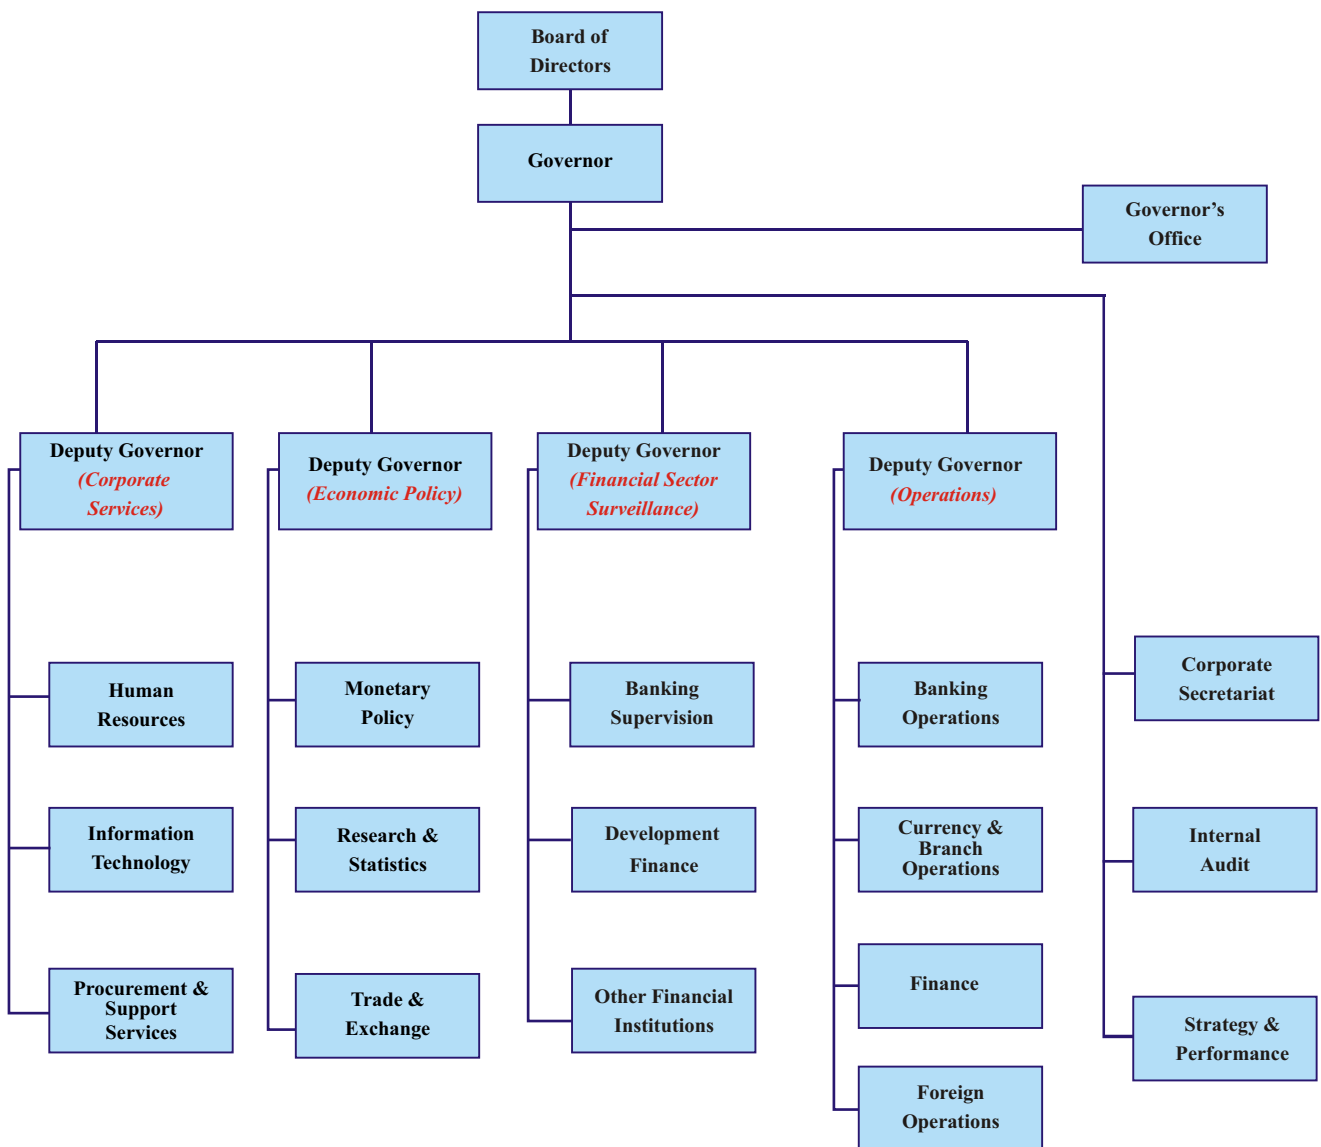 Board of
Directors
Governor
Governor’s
Office
Deputy Governor
(Corporate
Services)
Deputy Governor
(Economic Policy)
Deputy Governor
(Financial Sector
Surveillance)
Deputy Governor
(Operations)
Human
Resources
Information
Technology
Procurement &
Support
Services
Monetary
Policy
Research &
Statistics
Trade &
Exchange
Banking
Supervision
Development
Finance
Other Financial
Institutions
Banking
Operations
Currency &
Branch
Operations
Finance
Foreign
Operations
Corporate
Secretariat
Internal
Audit
Strategy &
Performance